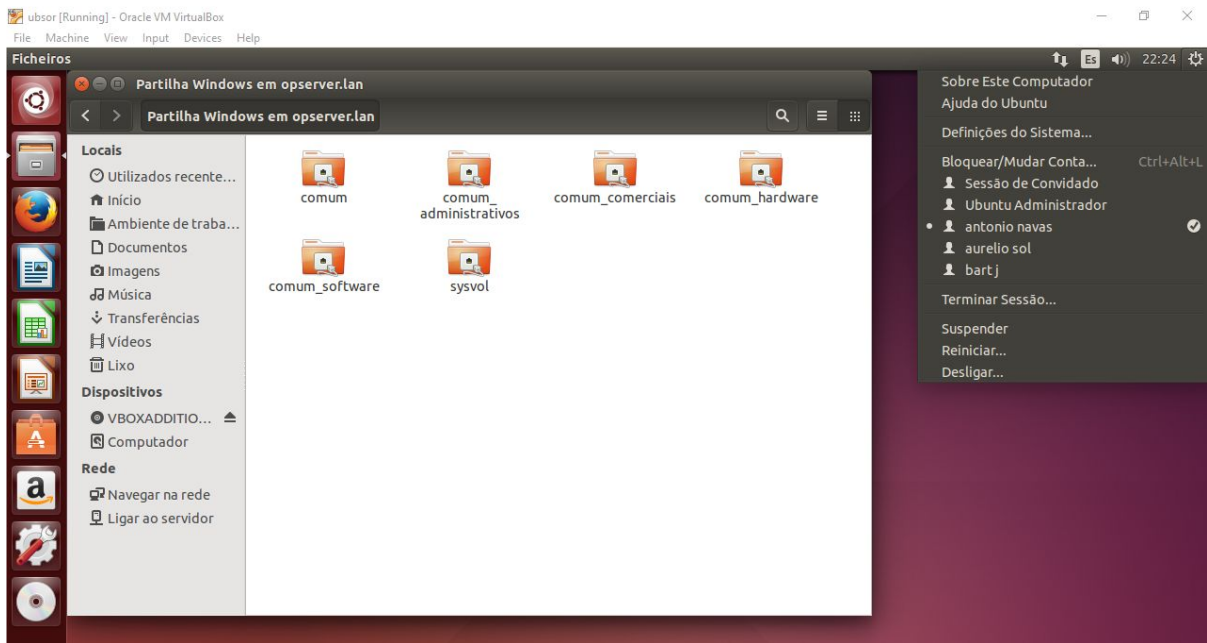 ubsor [Running] - Oracle VM VirtualBox
File Machine View Input Devices Help
Ficheiros
Es
22:24
Partilha Windows em opserver.lan
Partilha Windows em opserver.lan
Locais
Utilizados recente...
Início
Ambiente de traba...
Documentos
Imagens
Música
Transferências
Vídeos
Lixo
Dispositivos
VBOXADDITIO...
Computador
Rede
Navegar na rede
Ligar ao servidor
comum
comum_
administrativos
comum_comerciais
comum_hardware
comum_software
sysvol
Sobre Este Computador
Ajuda do Ubuntu
Definições do Sistema...
Bloquear/Mudar Conta... Ctrl+Alt+L
Sessão de Convidado
Ubuntu Administrador
antonio navas
aurelio sol
bart j
Terminar Sessão...
Suspender
Reiniciar...
Desligar...
a